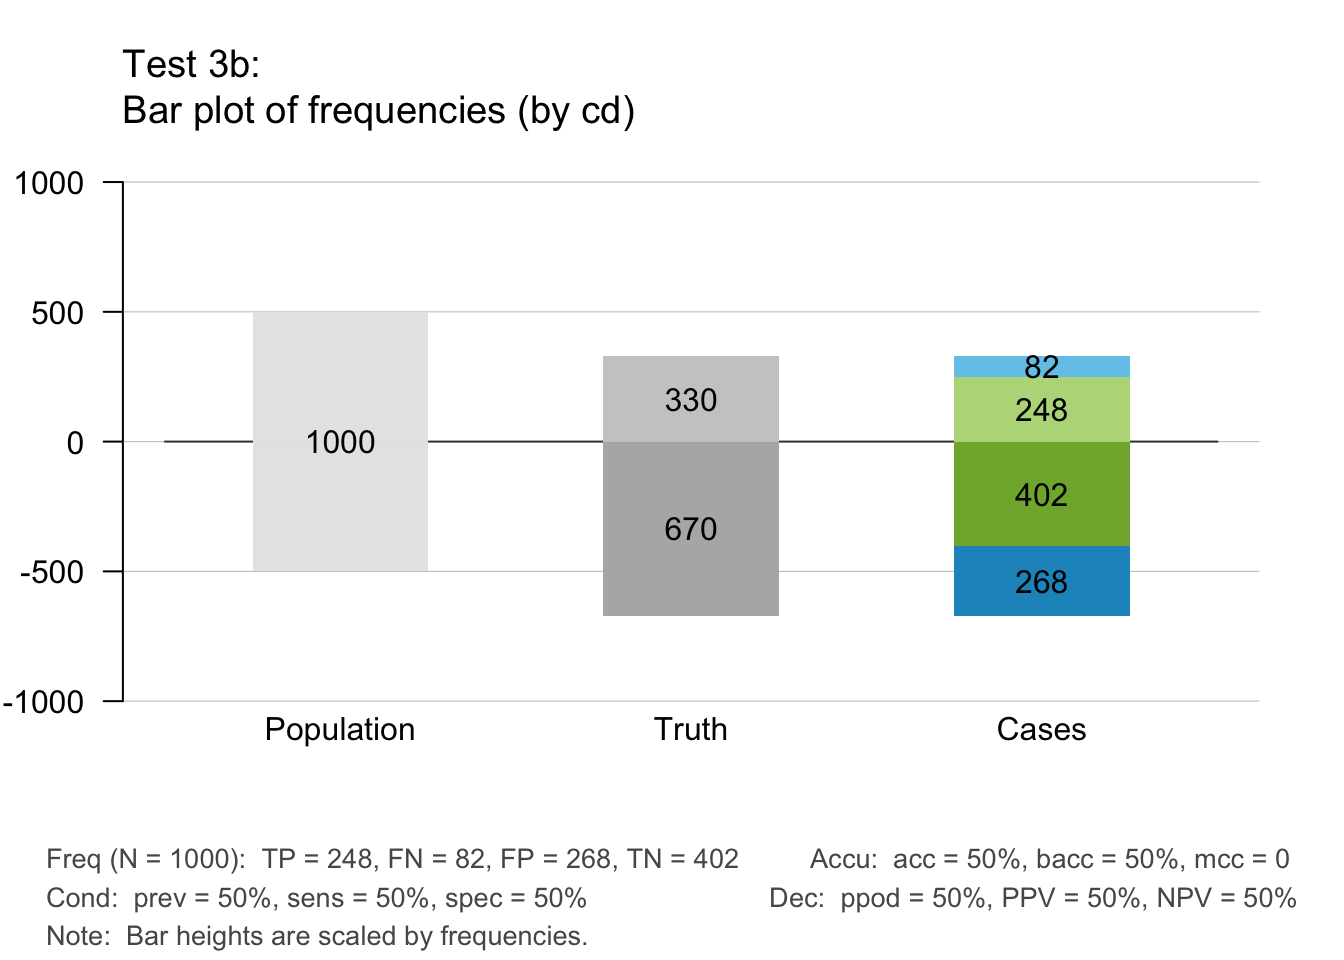 Test 3b:
Bar plot of frequencies (by cd)
1000
500
0
-500
-1000
1000
330
670
82
248
402
268
Population
Truth
Cases
Freq (N = 1000):  TP = 248, FN = 82, FP = 268, TN = 402
Accu:  acc = 50%, bacc = 50%, mcc = 0
Cond:  prev = 50%, sens = 50%, spec = 50%
Dec:  ppod = 50%, PPV = 50%, NPV = 50%
Note:  Bar heights are scaled by frequencies.